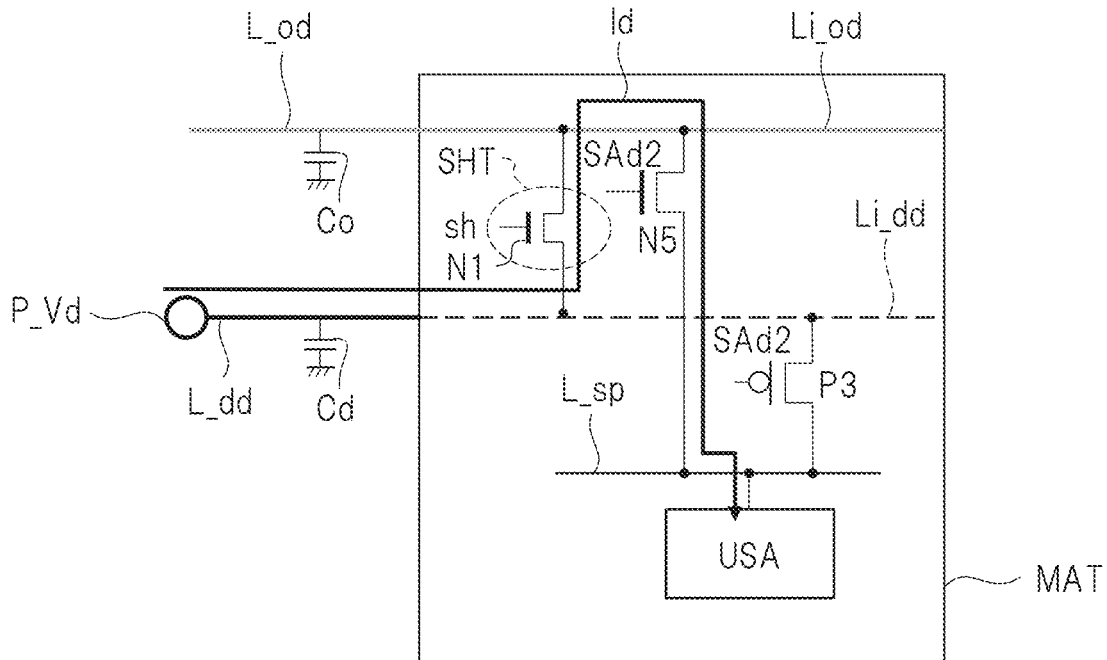 L_od
Id
Li_od
SHT
SAd2
Co
sh
N5
Li_dd
N1
P_Vd
SAd2
L_dd
Cd
L_sp
P3
USA
MAT